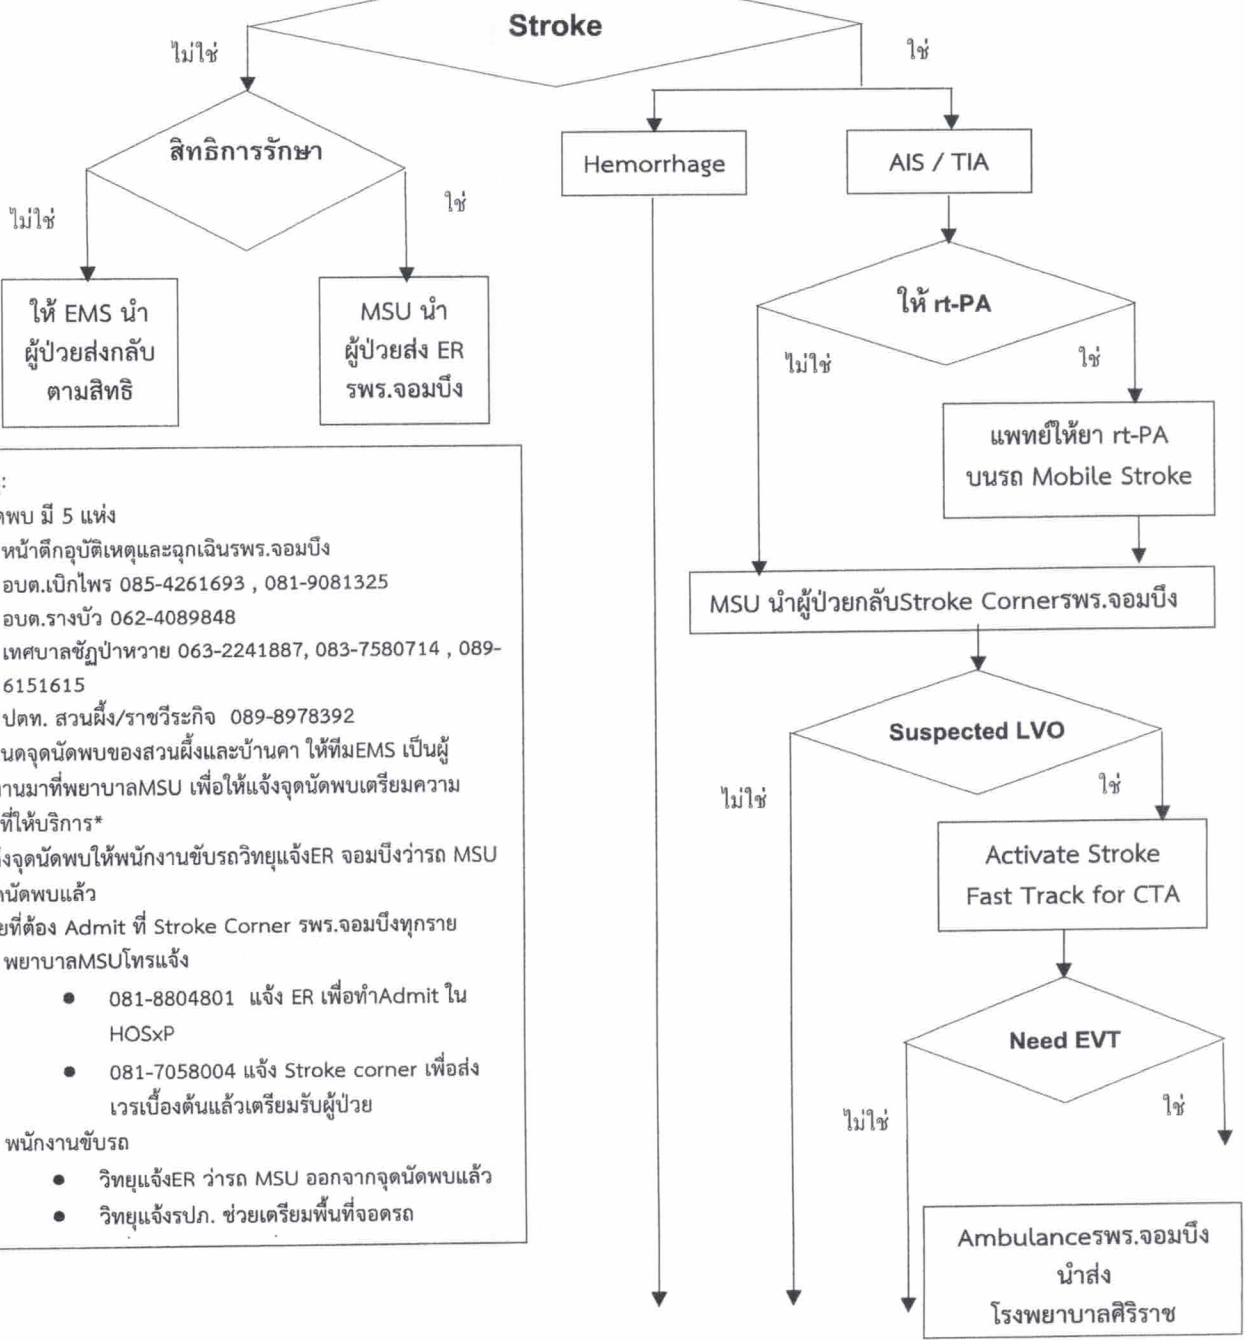 Stroke
ไม่ใช่
ใช่
สิทธิการรักษา
Hemorrhage
AIS / TIA
ไม่ใช่
ใช่
ให้ rt-PA
ให้ EMS นำ
ผู้ป่วยส่งกลับ
ตามสิทธิ
MSU นำ
ผู้ป่วยส่ง ER
รพร.จอมบึง
ไม่ใช่
ใช่
แพทย์ให้ยา rt-PA
บนรถ Mobile Stroke
MSU นำผู้ป่วยกลับStroke Cornerรพร.จอมบึง
Suspected LVO
ไม่ใช่
ใช่
Activate Stroke
Fast Track for CTA
Need EVT
ไม่ใช่
ใช่
Ambulanceรพร.จอมบึง
นำส่ง
โรงพยาบาลศิริราช
:
พบ มี 5 แห่ง
หน้าตึกอุบัติเหตุและฉุกเฉินรพร.จอมบึง
อบต.เบิกไพร 085-4261693 , 081-9081325
อบต.รางบัว 062-4089848
เทศบาลชัฏป่าหวาย 063-2241887, 083-7580714 , 089-
6151615
ปตท. สวนผึ้ง/ราชวีระกิจ 089-8978392
นดจุดนัดพบของสวนผึ้งและบ้านคา ให้ทีมEMS เป็นผู้
านมาที่พยาบาลMSU เพื่อให้แจ้งจุดนัดพบเตรียมความ
ที่ให้บริการ*
งจุดนัดพบให้พนักงานขับรถวิทยุแจ้งER จอมบึงว่ารถ MSU
นัดพบแล้ว
ยที่ต้อง Admit ที่ Stroke Corner รพร.จอมบึงทุกราย
พยาบาลMSUโทรแจ้ง
● 081-8804801 แจ้ง ER เพื่อทำAdmit ใน
HOSxP
● 081-7058004 แจ้ง Stroke corner เพื่อส่ง
เวรเบื้องต้นแล้วเตรียมรับผู้ป่วย
พนักงานขับรถ
● วิทยุแจ้งER ว่ารถ MSU ออกจากจุดนัดพบแล้ว
● วิทยุแจ้งรปภ. ช่วยเตรียมพื้นที่จอดรถ